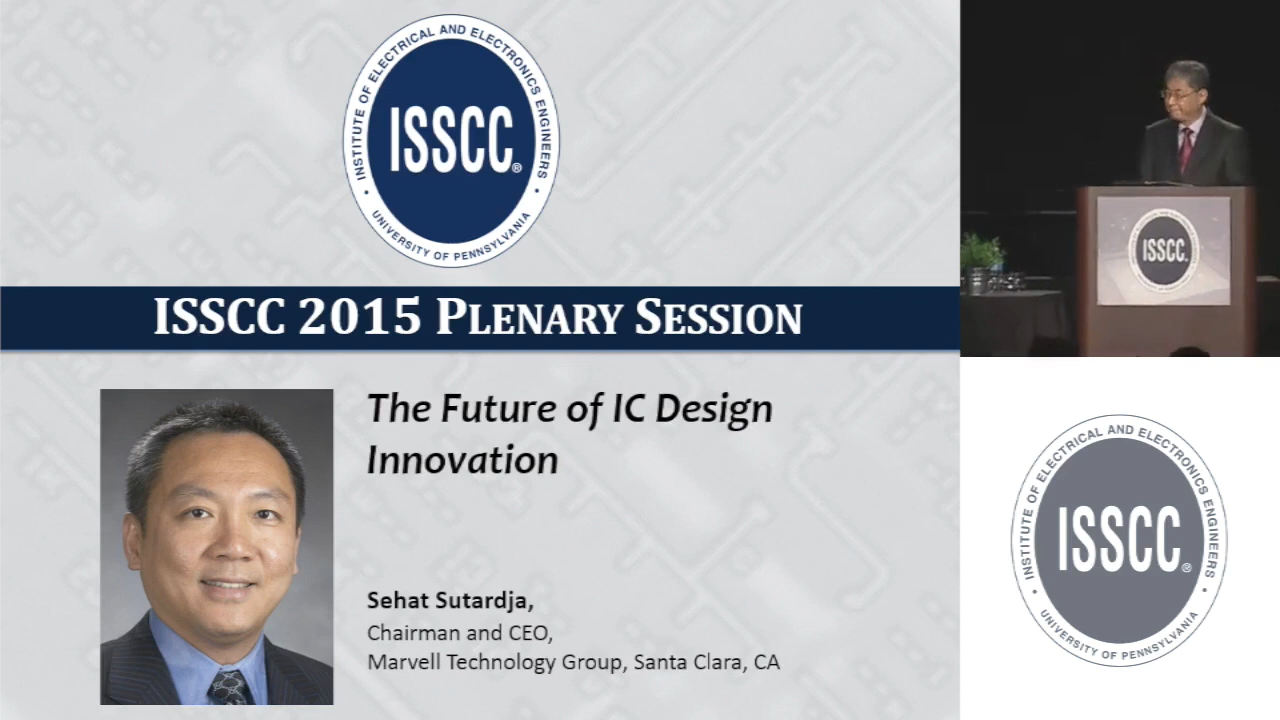 INSTITUTE OF ELECTRICAL AND ELECTRONICS ENGINEERS
ISSCC®
UNIVERSITY OF PENNSYLVANIA
ISSCC 2015 PLENARY SESSION
The Future of IC Design
Innovation
Sehat Sutardja,
Chairman and CEO,
Marvell Technology Group, Santa Clara, CA
ISSCC
INSTITUTE OF ELECTRICAL AND ELECTRONICS ENGINEERS
ISSCC®
UNIVERSITY OF PENNSYLVANIA